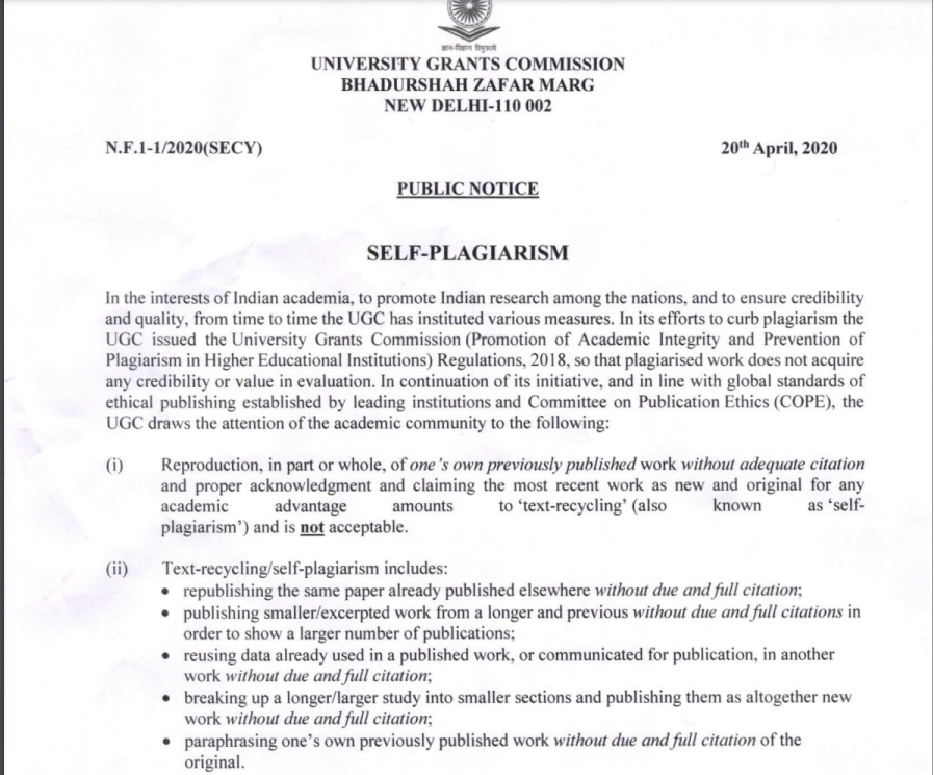 ज्ञान-विज्ञान विमुक्तये
UNIVERSITY GRANTS COMMISSION
BHADURSHAH ZAFAR MARG
NEW DELHI-110 002
N.F.1-1/2020(SECY) 20th April, 2020
PUBLIC NOTICE
SELF-PLAGIARISM
In the interests of Indian academia, to promote Indian research among the nations, and to ensure credibility
and quality, from time to time the UGC has instituted various measures. In its efforts to curb plagiarism the
UGC issued the University Grants Commission (Promotion of Academic Integrity and Prevention of
Plagiarism in Higher Educational Institutions) Regulations, 2018, so that plagiarised work does not acquire
any credibility or value in evaluation. In continuation of its initiative, and in line with global standards of
ethical publishing established by leading institutions and Committee on Publication Ethics (COPE), the
UGC draws the attention of the academic community to the following:
(i) Reproduction, in part or whole, of one's own previously published work without adequate citation
and proper acknowledgment and claiming the most recent work as new and original for any
academic advantage amounts to 'text-recycling' (also known as 'self-
plagiarism') and is not acceptable.
(ii) Text-recycling/self-plagiarism includes:
• republishing the same paper already published elsewhere without due and full citation;
• publishing smaller/excerpted work from a longer and previous without due and full citations in
order to show a larger number of publications;
• reusing data already used in a published work, or communicated for publication, in another
work without due and full citation;
• breaking up a longer/larger study into smaller sections and publishing them as altogether new
work without due and full citation;
• paraphrasing one's own previously published work without due and full citation of the
original.